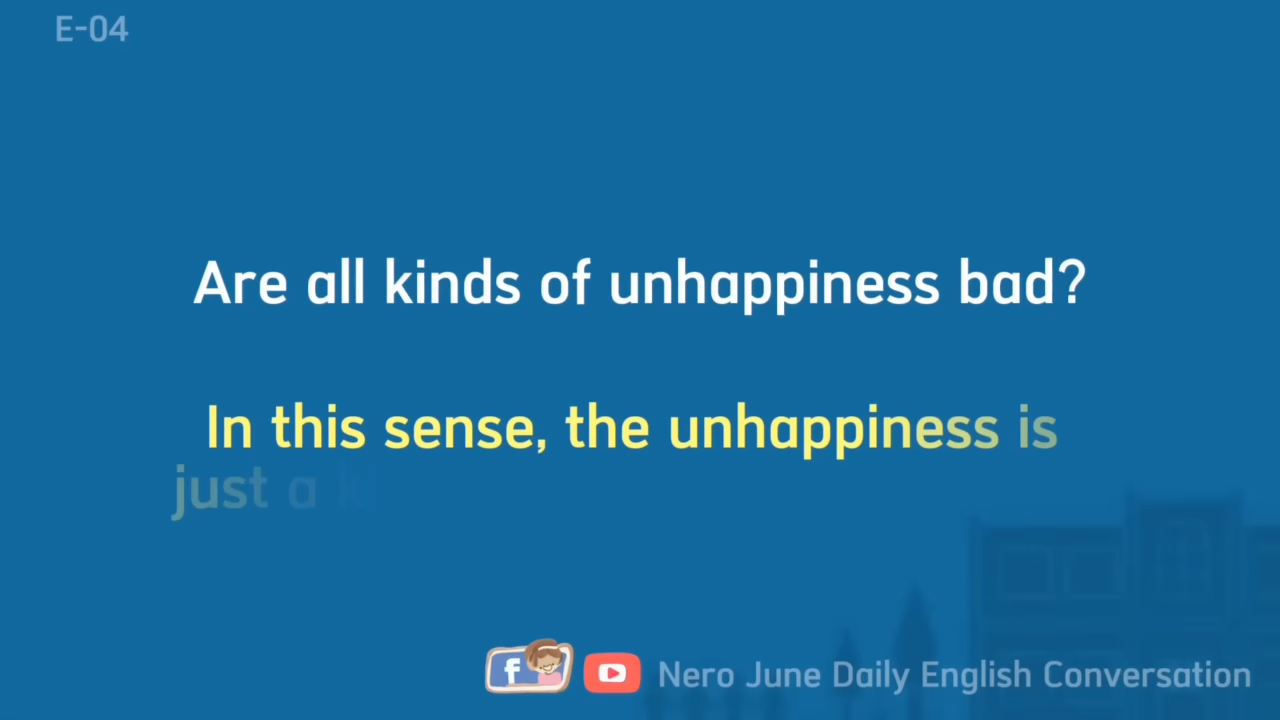 E-04
Are all kinds of unhappiness bad?
In this sense, the unhappiness is
just a
f
Nero June Daily English Conversation